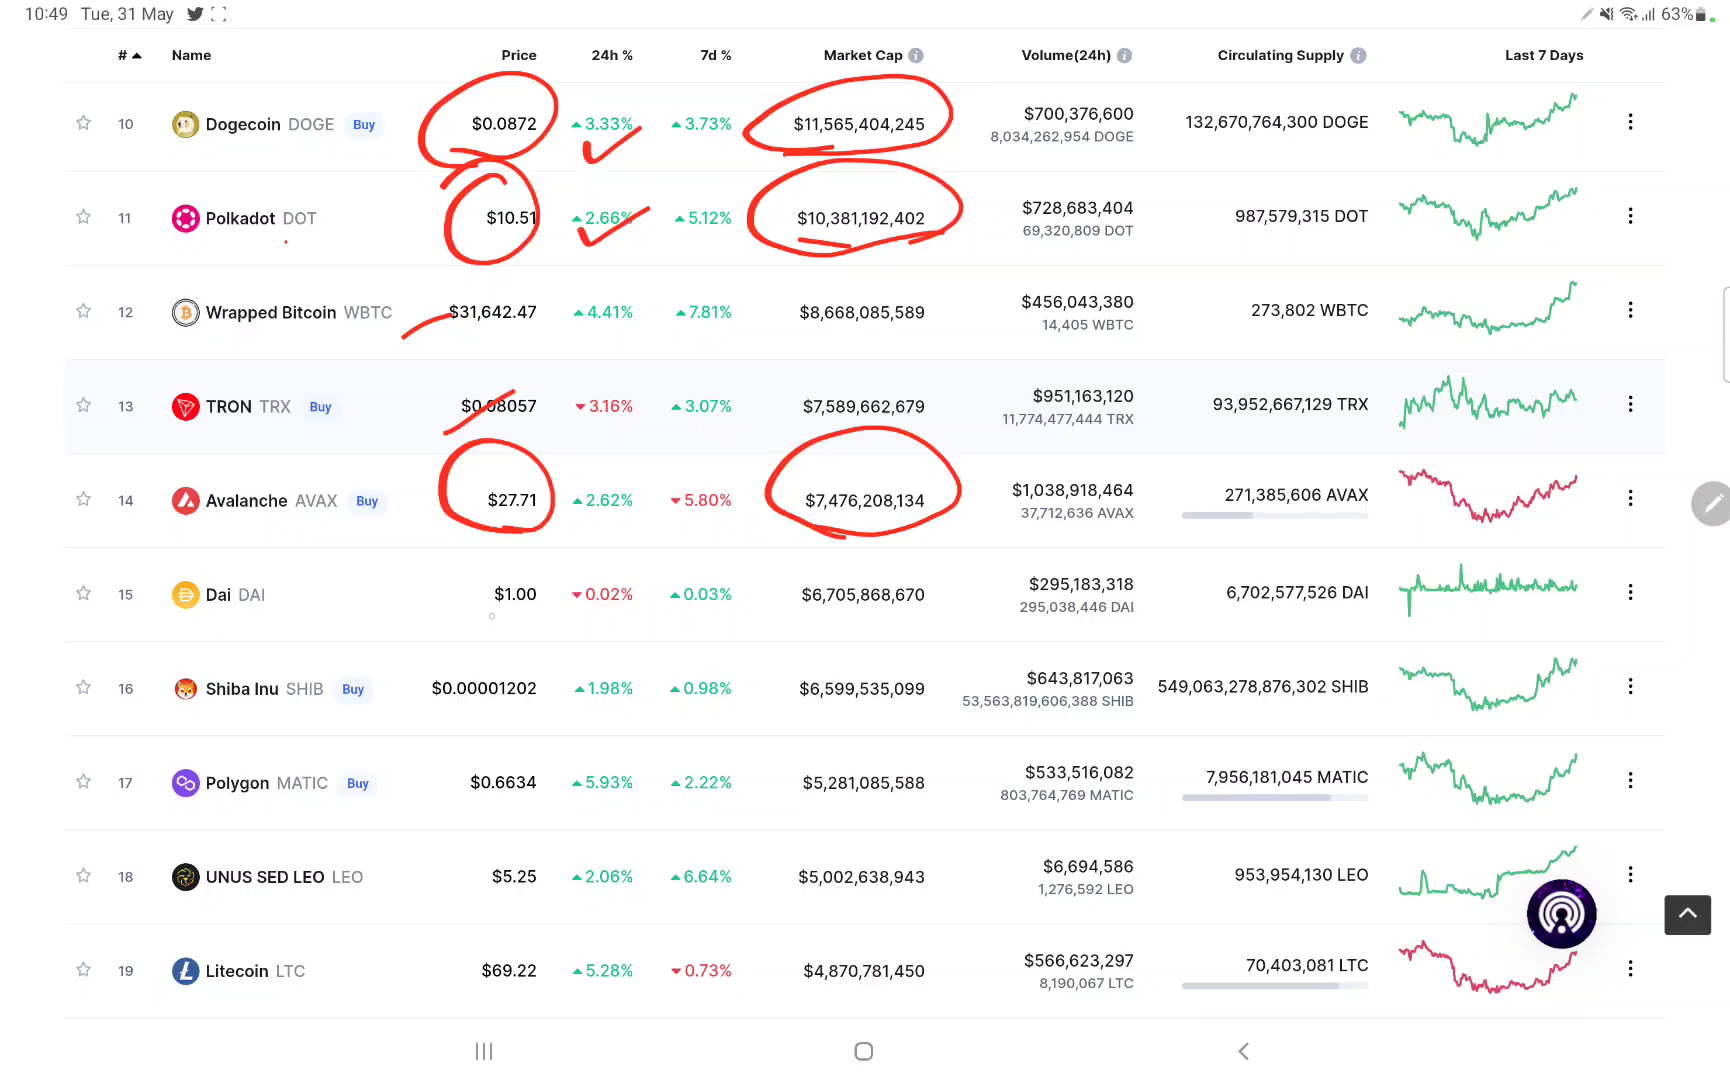 10:49 Tue, 31 May 63%
# Name Price 24h % 7d % Market Cap Volume(24h) Circulating Supply Last 7 Days
10 Dogecoin DOGE Buy $0.0872 3.33% 3.73% $11,565,404,245 $700,376,600 132,670,764,300 DOGE
8,034,262,954 DOGE
11 Polkadot DOT $10.51 2.66% 5.12% $10,381,192,402 $728,683,404 987,579,315 DOT
69,320,809 DOT
12 Wrapped Bitcoin WBTC $31,642.47 4.41% 7.81% $8,668,085,589 $456,043,380 273,802 WBTC
14,405 WBTC
13 TRON TRX Buy $0.08057 3.16% 3.07% $7,589,662,679 $951,163,120 93,952,667,129 TRX
11,774,477,444 TRX
14 Avalanche AVAX Buy $27.71 2.62% 5.80% $7,476,208,134 $1,038,918,464 271,385,606 AVAX
37,712,636 AVAX
15 Dai DAI $1.00 0.02% 0.03% $6,705,868,670 $295,183,318 6,702,577,526 DAI
295,038,446 DAI
16 Shiba Inu SHIB Buy $0.00001202 1.98% 0.98% $6,599,535,099 $643,817,063 549,063,278,876,302 SHIB
53,563,819,606,388 SHIB
17 Polygon MATIC Buy $0.6634 5.93% 2.22% $5,281,085,588 $533,516,082 7,956,181,045 MATIC
803,764,769 MATIC
18 UNUS SED LEO LEO $5.25 2.06% 6.64% $5,002,638,943 $6,694,586 953,954,130 LEO
1,276,592 LEO
19 Litecoin LTC $69.22 5.28% 0.73% $4,870,781,450 $566,623,297 70,403,081 LTC
8,190,067 LTC